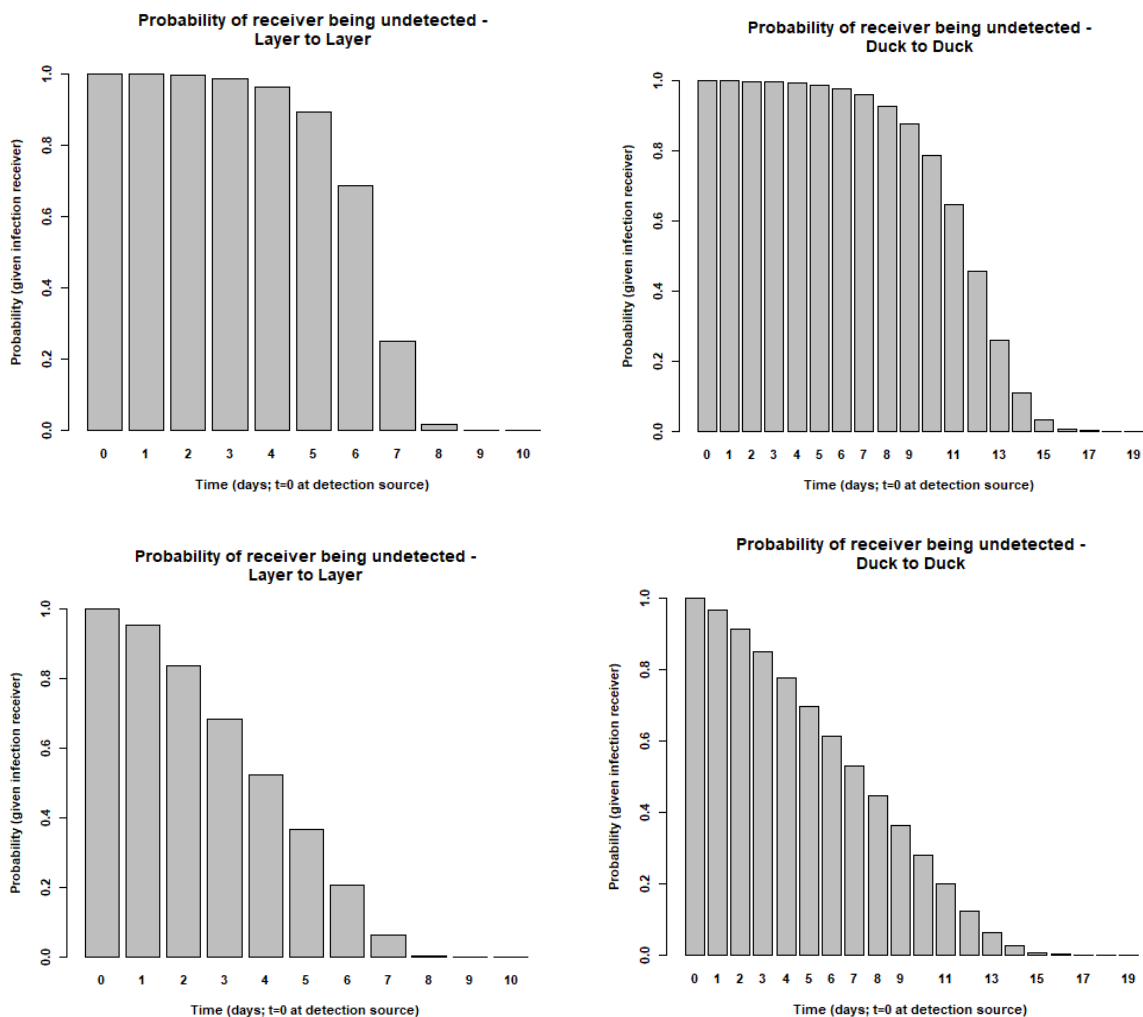 Probability of receiver being undetected -
Layer to Layer
Probability (given infection receiver)
0.0 0.2 0.4 0.6 0.8 1.0
0 1 2 3 4 5 6 7 8 9 10
Time (days; t=0 at detection source)
Probability of receiver being undetected -
Duck to Duck
Probability (given infection receiver)
0.0 0.2 0.4 0.6 0.8 1.0
0 1 2 3 4 5 6 7 8 9 11 13 15 17 19
Time (days; t=0 at detection source)
Probability of receiver being undetected -
Layer to Layer
Probability (given infection receiver)
0.0 0.2 0.4 0.6 0.8 1.0
0 1 2 3 4 5 6 7 8 9 10
Time (days; t=0 at detection source)
Probability of receiver being undetected -
Duck to Duck
Probability (given infection receiver)
0.0 0.2 0.4 0.6 0.8 1.0
0 1 2 3 4 5 6 7 8 9 11 13 15 17 19
Time (days; t=0 at detection source)